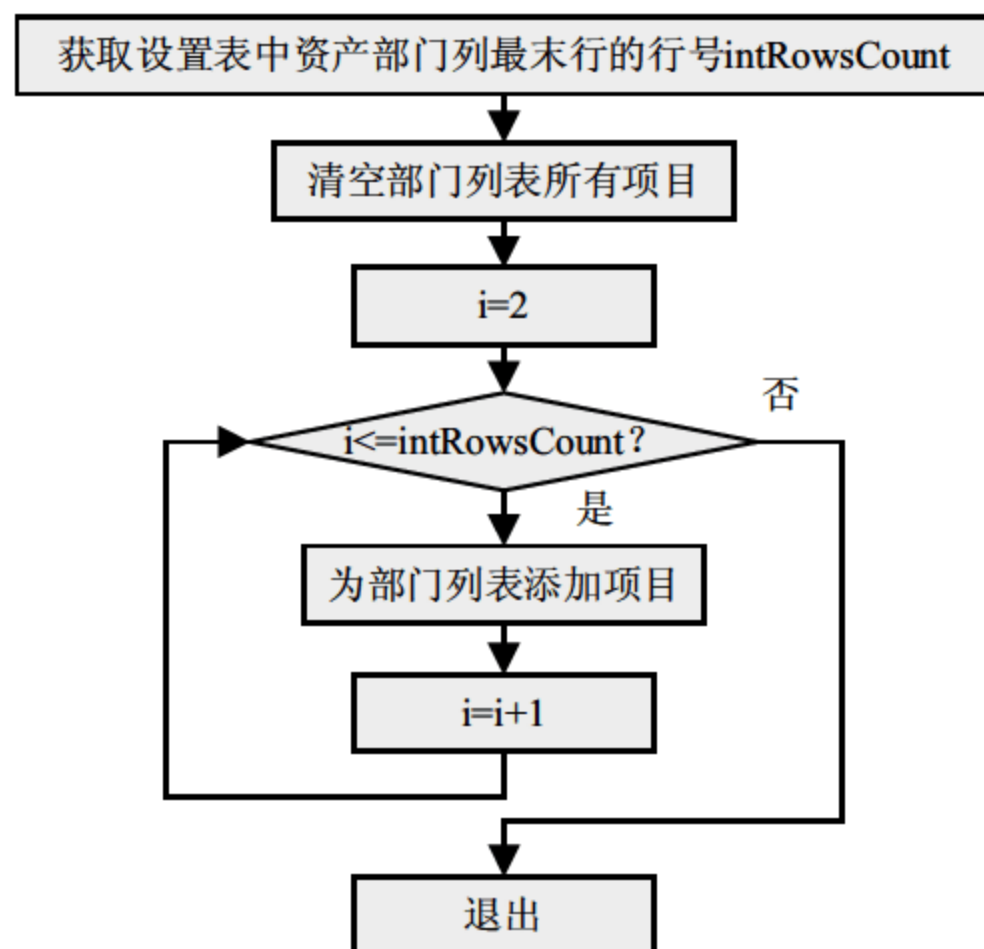 获取设置表中资产部门列最末行的行号intRowsCount
清空部门列表所有项目
i=2
否
i<=intRowsCount？
是
为部门列表添加项目
i=i+1
退出